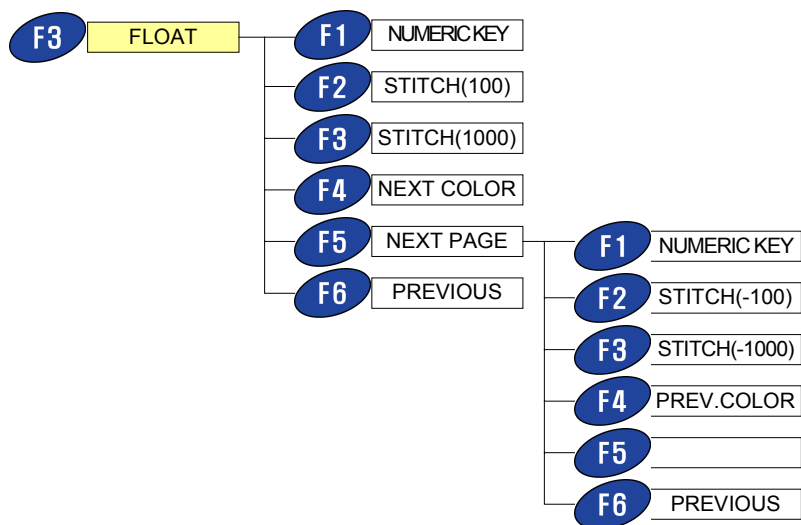 F3 FLOAT
F1 NUMERIC KEY
F2 STITCH(100)
F3 STITCH(1000)
F4 NEXT COLOR
F5 NEXT PAGE
F6 PREVIOUS
F1 NUMERIC KEY
F2 STITCH(-100)
F3 STITCH(-1000)
F4 PREV.COLOR
F5
F6 PREVIOUS